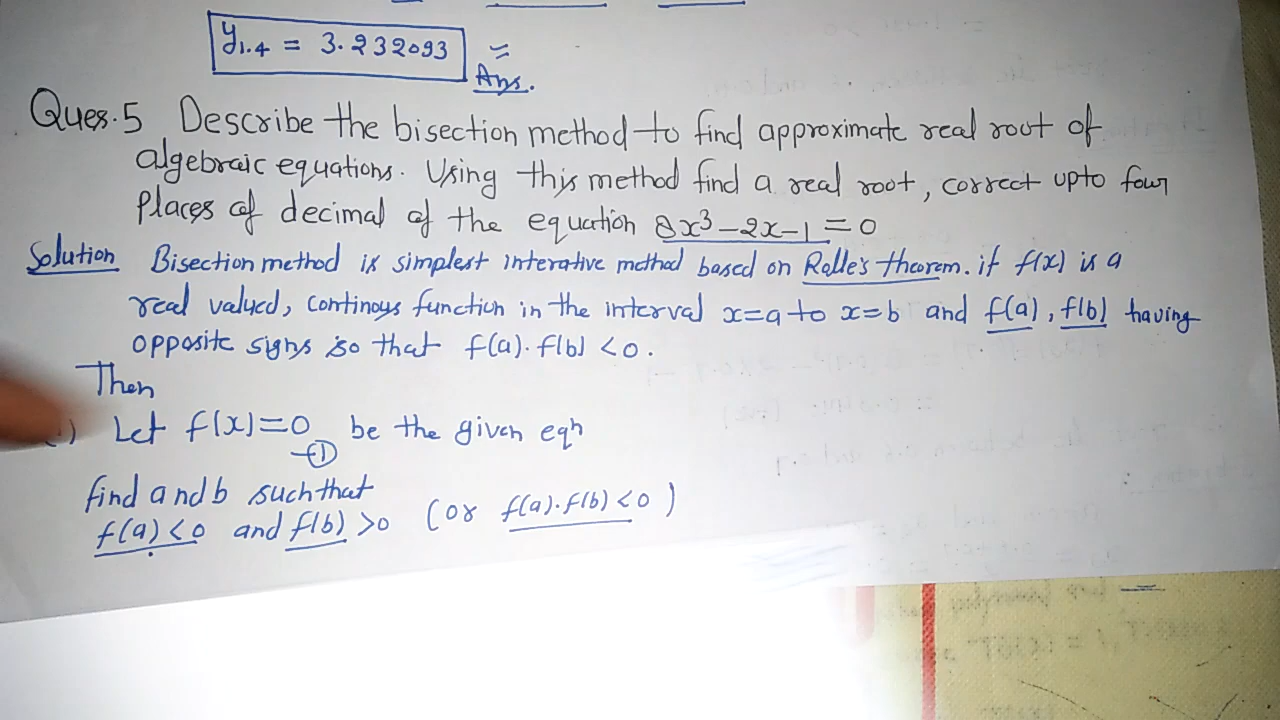 y1.4 = 3.232093 =
Ans.
Ques.5 Describe the bisection method to find approximate real root of
algebraic equations. Using this method find a real root, correct upto four
Places of decimal of the equation 8x³-2x-1=0
Solution Bisection method is simplest interative method based on Rolle's theorem. if f(x) is a
real valued, continoys function in the interval x=a to x=b and f(a), f(b) having
opposite signs so that f(a).f(b) <0.
Then
Let f(x)=0 -① be the given eqn
find a and b such that
f(a)<0 and f(b) >0 (or f(a).f(b) <0)